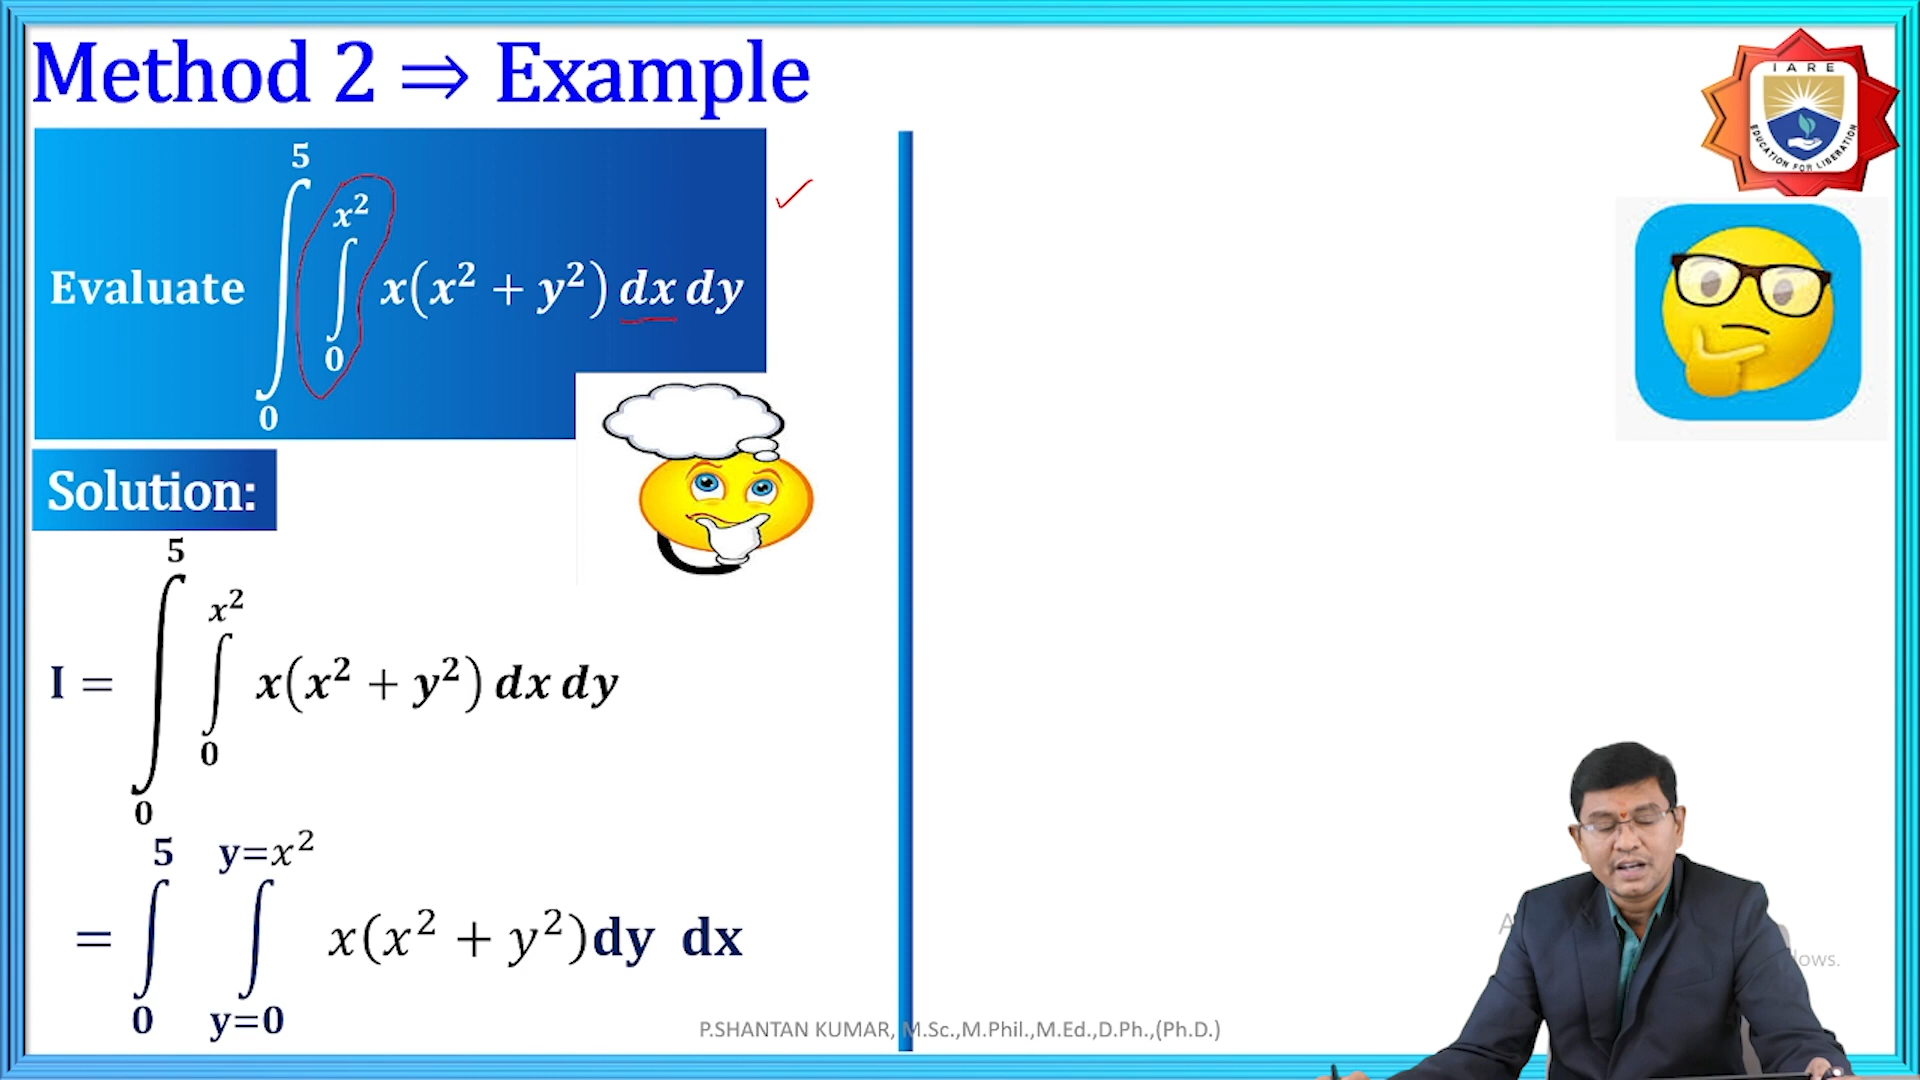 Method 2 ⇒ Example
Evaluate ∫₀⁵ ∫₀^{x²} x(x² + y²) dx dy
Solution:
I = ∫₀⁵ ∫₀^{x²} x(x² + y²) dx dy
= ∫₀⁵ ∫_{y=0}^{y=x²} x(x² + y²)dy dx
IARE
EDUCATION FOR LIBERATION
P.SHANTAN KUMAR, M.Sc.,M.Phil.,M.Ed.,D.Ph.,(Ph.D.)